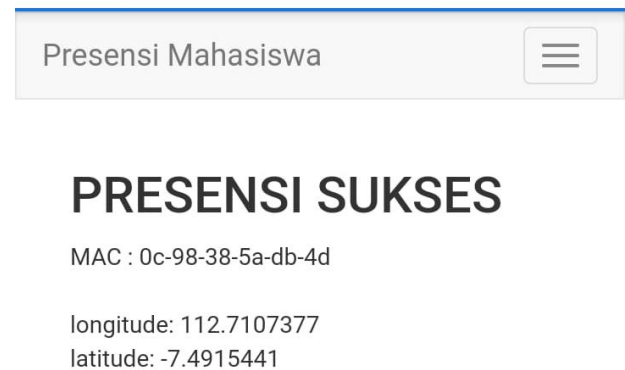 Presensi Mahasiswa
PRESENSI SUKSES
MAC : 0c-98-38-5a-db-4d
longitude: 112.7107377
latitude: -7.4915441